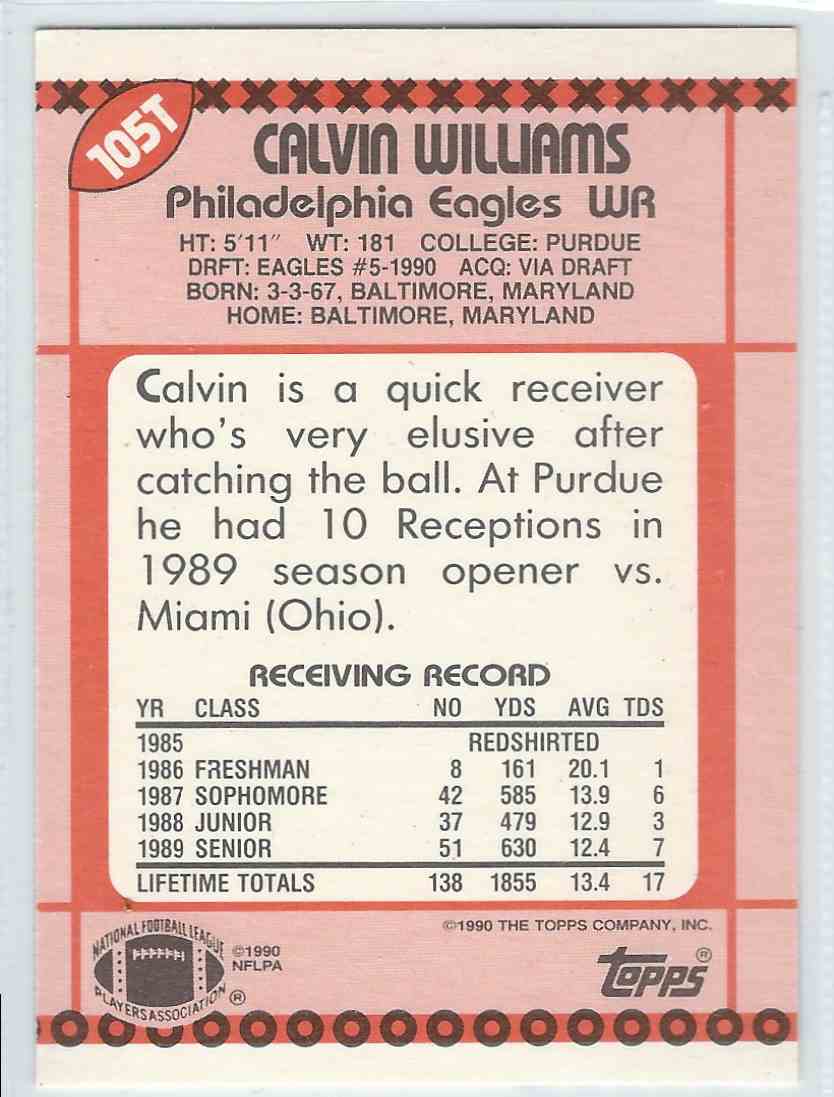 105T
CALVIN WILLIAMS
Philadelphia Eagles WR
HT: 5'11" WT: 181 COLLEGE: PURDUE
DRFT: EAGLES #5-1990 ACQ: VIA DRAFT
BORN: 3-3-67, BALTIMORE, MARYLAND
HOME: BALTIMORE, MARYLAND
Calvin is a quick receiver
who's very elusive after
catching the ball. At Purdue
he had 10 Receptions in
1989 season opener vs.
Miami (Ohio).
RECEIVING RECORD
YR CLASS NO YDS AVG TDS
1985 REDSHIRTED
1986 FRESHMAN 8 161 20.1 1
1987 SOPHOMORE 42 585 13.9 6
1988 JUNIOR 37 479 12.9 3
1989 SENIOR 51 630 12.4 7
LIFETIME TOTALS 138 1855 13.4 17
©1990 THE TOPPS COMPANY, INC.
NATIONAL FOOTBALL LEAGUE
PLAYERS ASSOCIATION ®
©1990
NFLPA
TOPPS ®